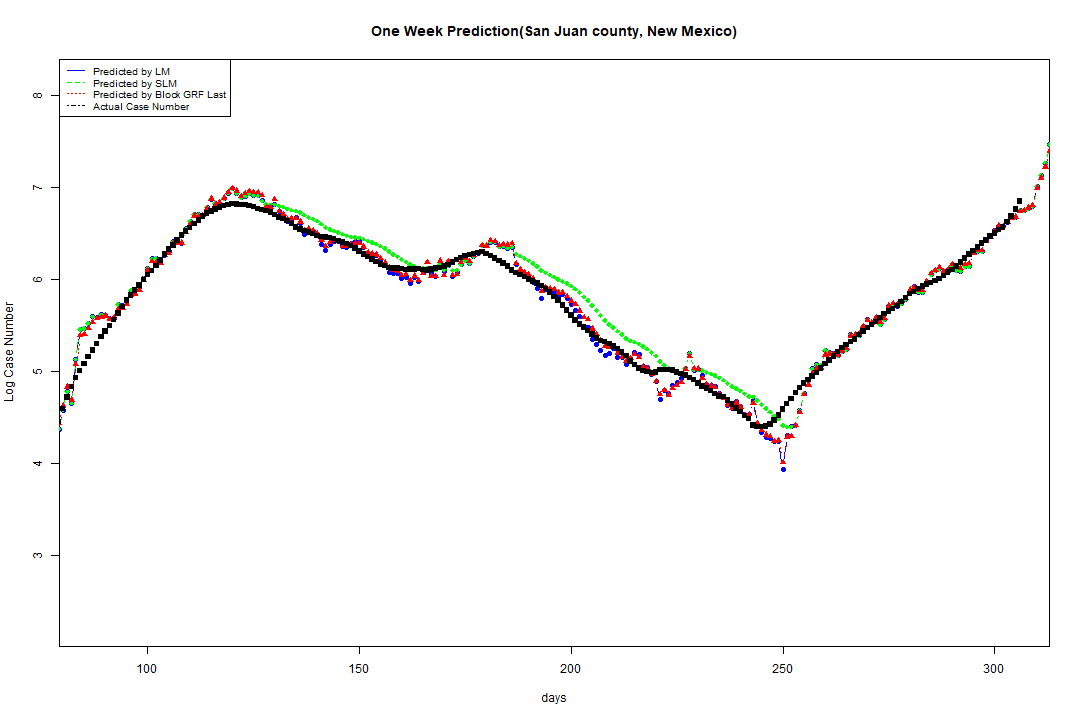 One Week Prediction(San Juan county, New Mexico)
Predicted by LM
Predicted by SLM
Predicted by Block GRF Last
Actual Case Number
8
7
6
5
4
3
Log Case Number
100 150 200 250 300
days